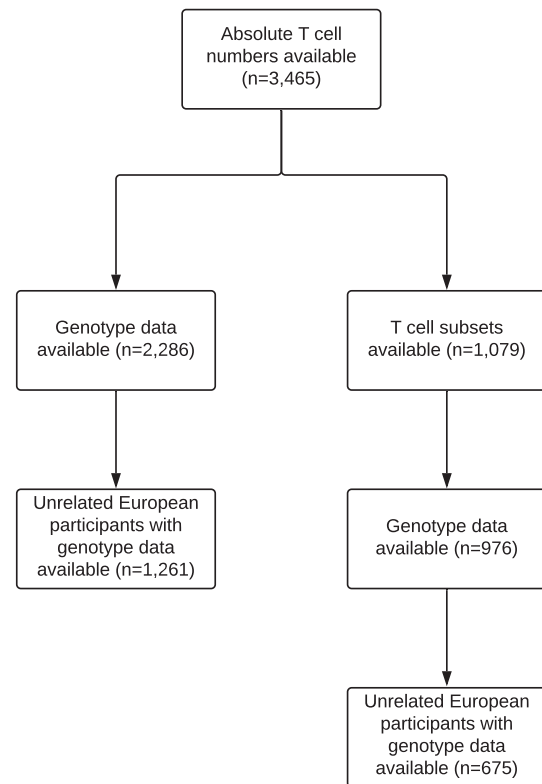 Absolute T cell
numbers available
(n=3,465)
Genotype data
available (n=2,286)
T cell subsets
available (n=1,079)
Unrelated European
participants with
genotype data
available (n=1,261)
Genotype data
available (n=976)
Unrelated European
participants with
genotype data
available (n=675)